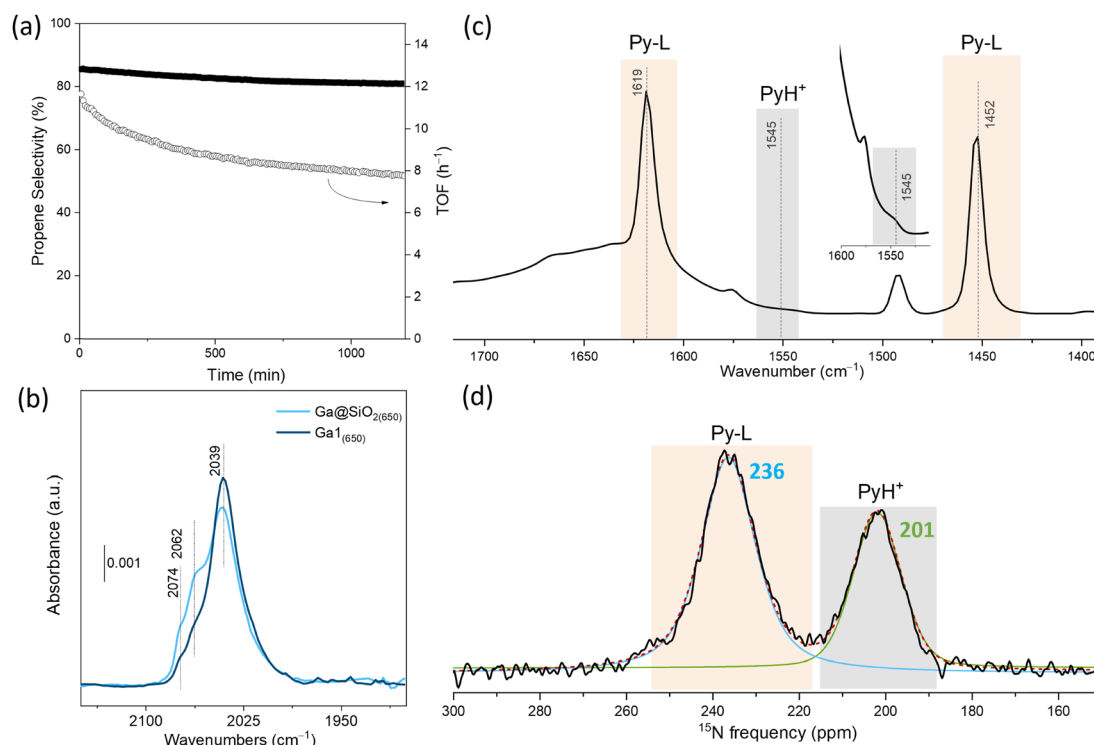 (a)
100
80
60
40
20
0
Propene Selectivity (%)
14
12
10
8
6
4
2
0
TOF (h⁻¹)
0 500 1000
Time (min)
(b)
Ga@SiO₂₍₆₅₀₎
Ga1₍₆₅₀₎
2039
2062
2074
0.001
Absorbance (a.u.)
2100 2025 1950
Wavenumbers (cm⁻¹)
(c)
Py-L
PyH⁺
Py-L
1619
1545
1545
1452
1600 1550
1700 1650 1600 1550 1500 1450 1400
Wavenumber (cm⁻¹)
(d)
Py-L
236
PyH⁺
201
300 280 260 240 220 200 180 160
¹⁵N frequency (ppm)